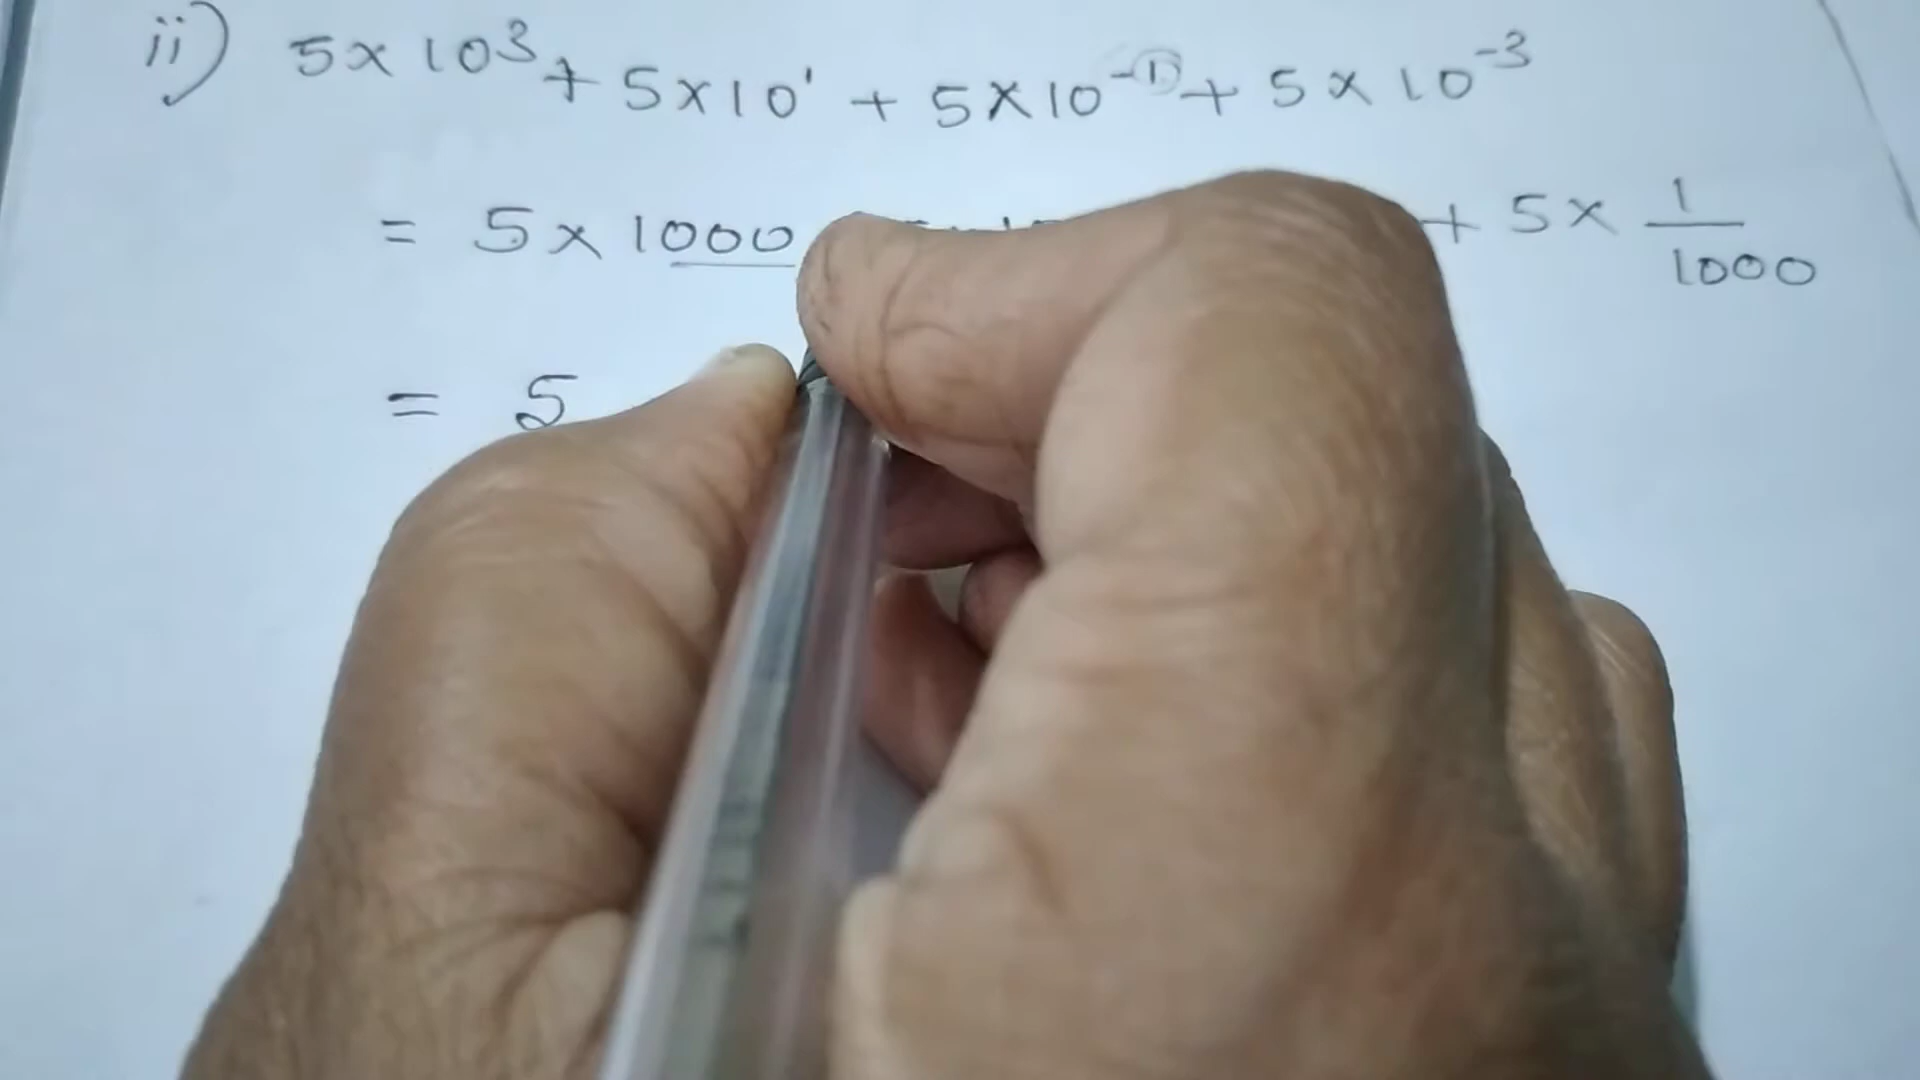 ii) 5 × 10³ + 5 × 10¹ + 5 × 10⁻¹ + 5 × 10⁻³
= 5 × 1000 + 5 × 1/1000
= 5